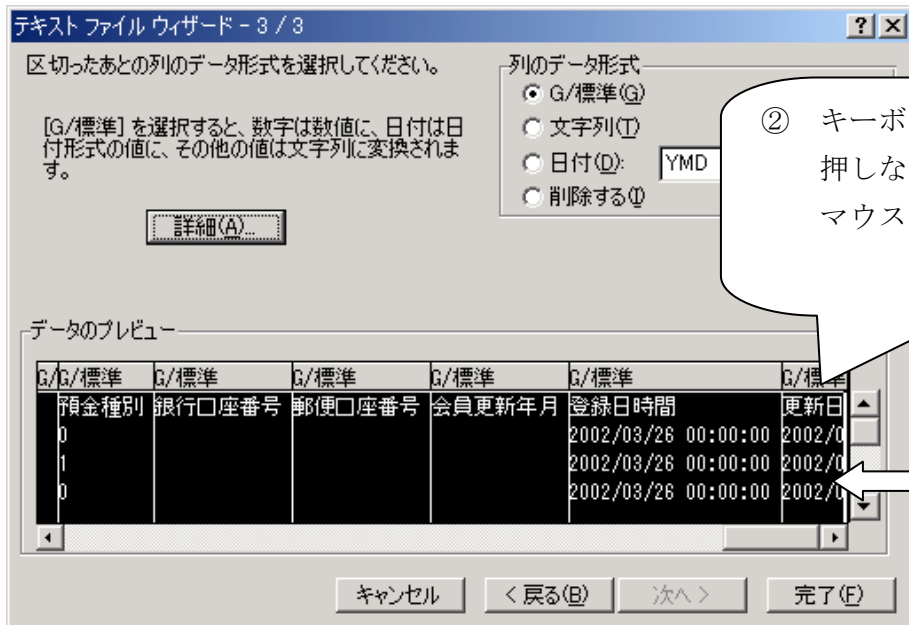 テキスト ファイル ウィザード - 3 / 3
区切ったあとの列のデータ形式を選択してください。
[G/標準] を選択すると、数字は数値に、日付は日
付形式の値に、その他の値は文字列に変換されま
す。
詳細(A)...
列のデータ形式
G/標準(G)
文字列(T)
日付(D): YMD
削除する(I)
② キーボ
押しな
マウス
データのプレビュー
G/ G/標準 G/標準 G/標準 G/標準 G/標準 G/標準
預金種別 銀行口座番号 郵便口座番号 会員更新年月 登録日時間 更新日
0 2002/03/26 00:00:00 2002/0
1 2002/03/26 00:00:00 2002/0
0 2002/03/26 00:00:00 2002/0
キャンセル < 戻る(B) 次へ > 完了(F)